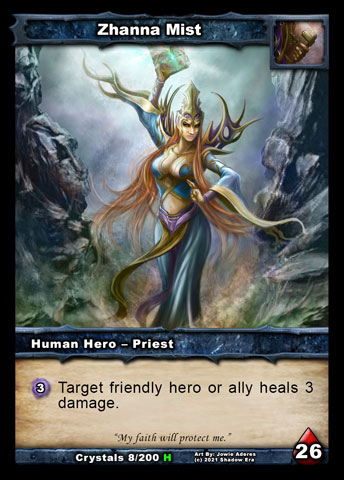 Zhanna Mist
Human Hero – Priest
3 Target friendly hero or ally heals 3
damage.
"My faith will protect me."
Crystals 8/200 H
Art By: Jowie Aderes
(c) 2021 Shadow Era
26